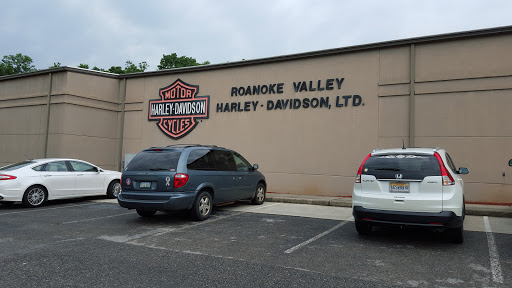 MOTOR
HARLEY-DAVIDSON
CYCLES
ROANOKE VALLEY
HARLEY-DAVIDSON, LTD.